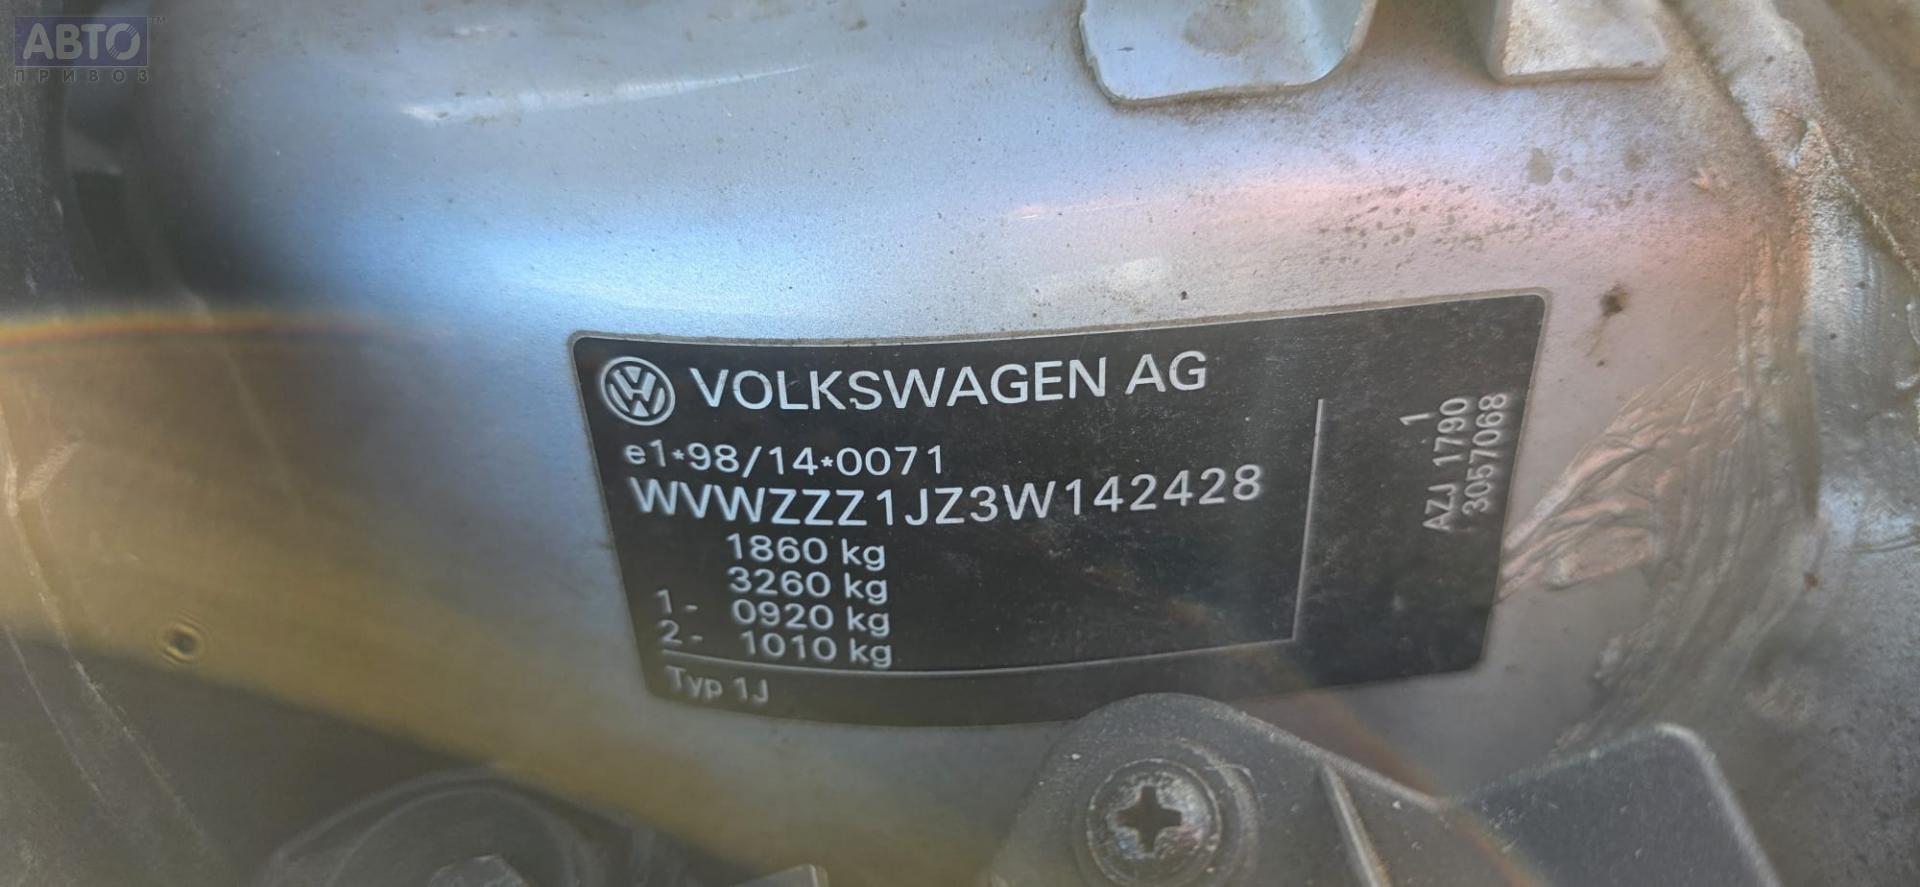 АВТО™
ПРИВОЗ
VOLKSWAGEN AG
e1*98/14*0071
WVWZZZ1JZ3W142428
1860 kg
3260 kg
1- 0920 kg
2- 1010 kg
Typ 1J
1
AZJ 1790
3057068